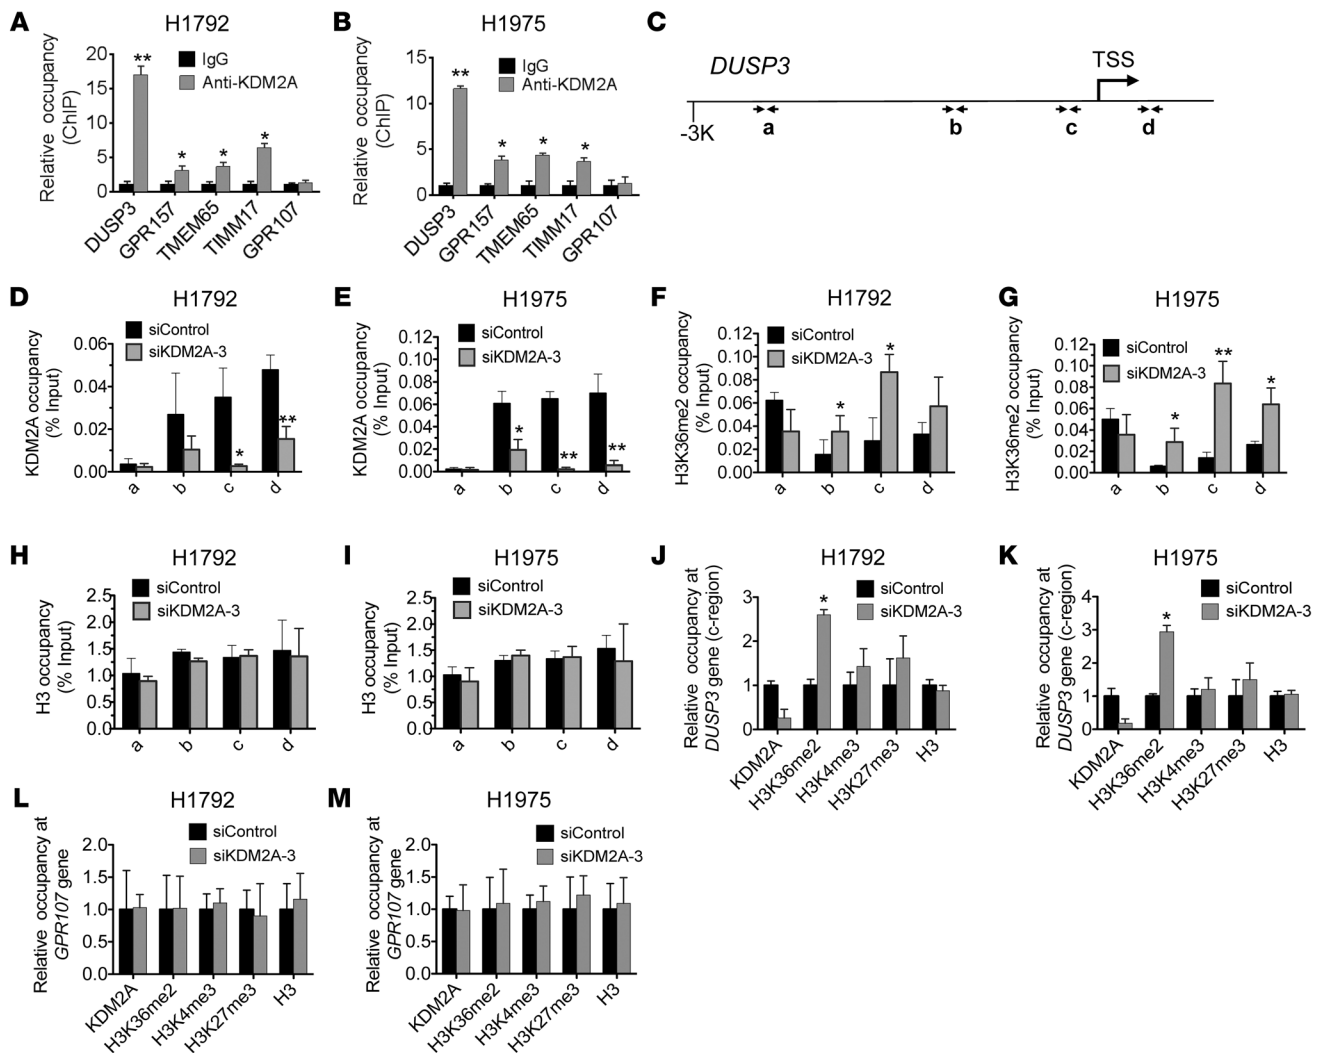 A
H1792
Relative occupancy
(ChIP)
20
15
10
5
0
IgG
Anti-KDM2A
**
*
*
*
DUSP3
GPR157
TMEM65
TIMM17
GPR107
B
H1975
Relative occupancy
(ChIP)
15
10
5
0
IgG
Anti-KDM2A
**
*
*
*
DUSP3
GPR157
TMEM65
TIMM17
GPR107
C
DUSP3
TSS
-3K
a
b
c
d
D
H1792
KDM2A occupancy
(% Input)
0.06
0.04
0.02
0.00
siControl
siKDM2A-3
*
**
a
b
c
d
E
H1975
KDM2A occupancy
(% Input)
0.12
0.10
0.08
0.06
0.04
0.02
0.00
siControl
siKDM2A-3
*
**
**
a
b
c
d
F
H1792
H3K36me2 occupancy
(% Input)
0.12
0.10
0.08
0.06
0.04
0.02
0.00
siControl
siKDM2A-3
*
*
a
b
c
d
G
H1975
H3K36me2 occupancy
(% Input)
0.12
0.10
0.08
0.06
0.04
0.02
0.00
siControl
siKDM2A-3
*
**
*
a
b
c
d
H
H1792
H3 occupancy
(% Input)
2.5
2.0
1.5
1.0
0.5
0.0
siControl
siKDM2A-3
a
b
c
d
I
H1975
H3 occupancy
(% Input)
2.5
2.0
1.5
1.0
0.5
0.0
siControl
siKDM2A-3
a
b
c
d
J
H1792
Relative occupancy at
DUSP3 gene (c-region)
3
2
1
0
siControl
siKDM2A-3
*
KDM2A
H3K36me2
H3K4me3
H3K27me3
H3
K
H1975
Relative occupancy at
DUSP3 gene (c-region)
4
3
2
1
0
siControl
siKDM2A-3
*
KDM2A
H3K36me2
H3K4me3
H3K27me3
H3
L
H1792
Relative occupancy at
GPR107 gene
2.0
1.5
1.0
0.5
0.0
siControl
siKDM2A-3
KDM2A
H3K36me2
H3K4me3
H3K27me3
H3
M
H1975
Relative occupancy at
GPR107 gene
2.0
1.5
1.0
0.5
0.0
siControl
siKDM2A-3
KDM2A
H3K36me2
H3K4me3
H3K27me3
H3